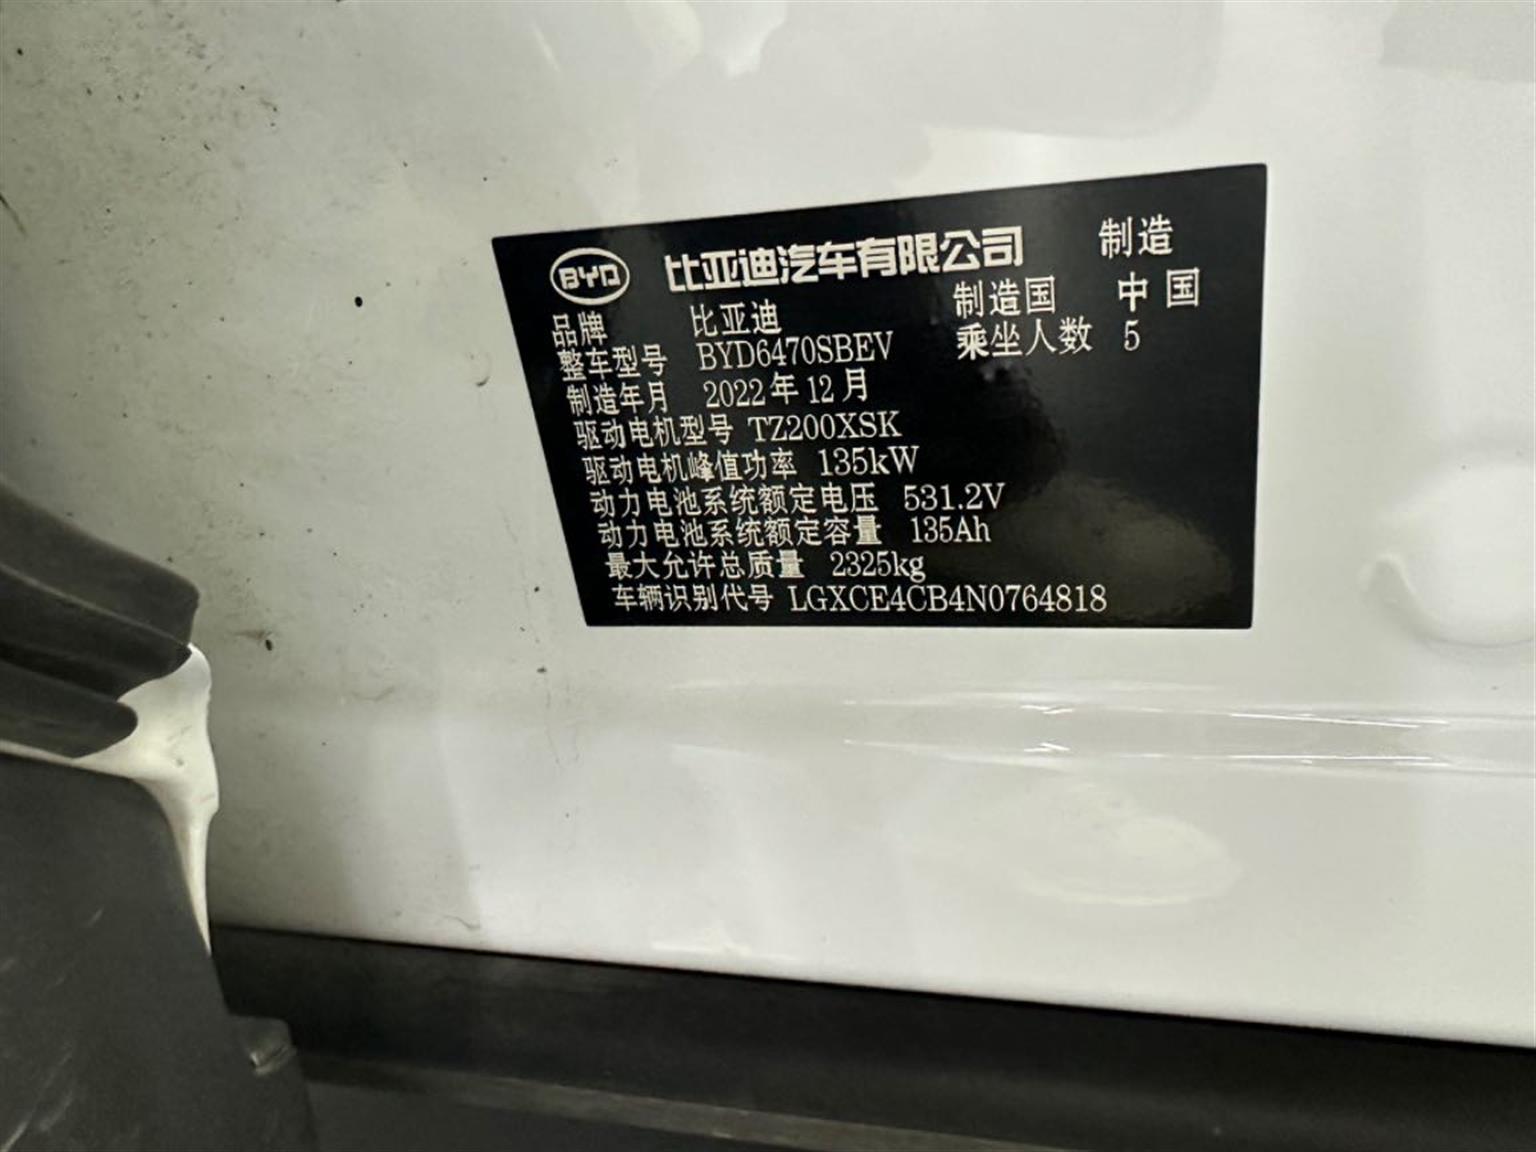 BYD 比亚迪汽车有限公司 制造
品牌 比亚迪 制造国 中国
整车型号 BYD6470SBEV 乘坐人数 5
制造年月 2022年12月
驱动电机型号 TZ200XSK
驱动电机峰值功率 135kW
动力电池系统额定电压 531.2V
动力电池系统额定容量 135Ah
最大允许总质量 2325kg
车辆识别代号 LGXCE4CB4N0764818